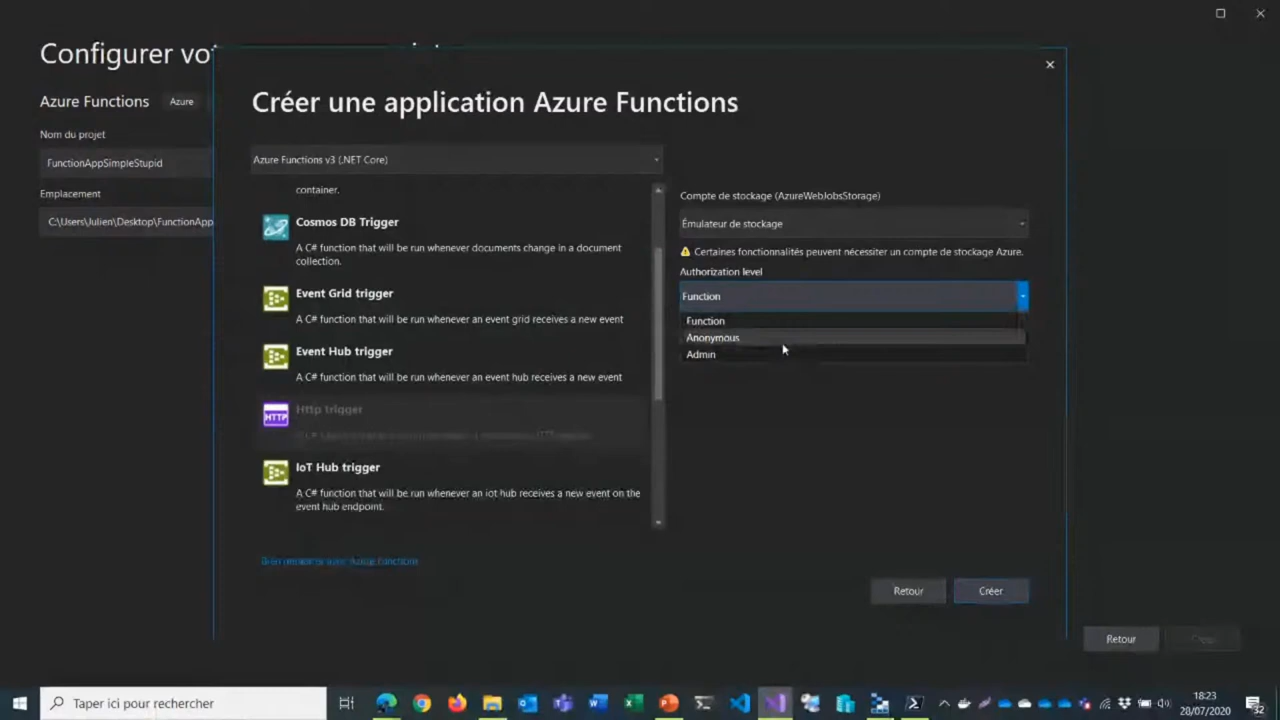 Configurer vo
Créer une application Azure Functions
Azure Functions Azure
Nom du projet
FunctionAppSimpleStupid
Emplacement
C:\Users\Julien\Desktop\FunctionApp
Azure Functions v3 (.NET Core)
container.
Cosmos DB Trigger
A C# function that will be run whenever documents change in a document
collection.
Event Grid trigger
A C# function that will be run whenever an event grid receives a new event
Event Hub trigger
A C# function that will be run whenever an event hub receives a new event
HTTP
Http trigger
IoT Hub trigger
A C# function that will be run whenever an iot hub receives a new event on the
event hub endpoint.
Compte de stockage (AzureWebJobsStorage)
Émulateur de stockage
Certaines fonctionnalités peuvent nécessiter un compte de stockage Azure.
Authorization level
Function
Function
Anonymous
Admin
Azure Functions
Retour
Créer
Retour
Taper ici pour rechercher
18:23
28/07/2020
32